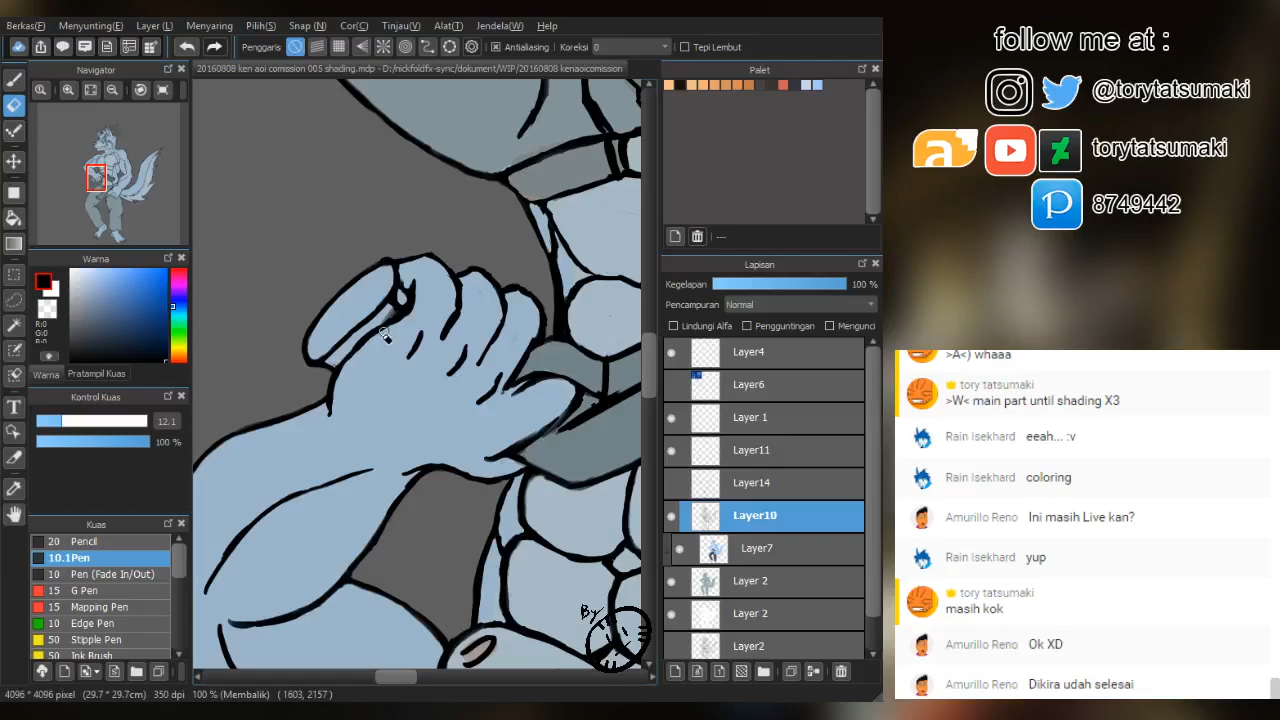 Berkas(F) Menyunting(E) Layer (L) Menyaring Pilih(S) Snap (N) Cor(C) Tinjau(V) Alat(T) Jendela(W) Help
Penggaris Antialiasing Koreksi 0 Tepi Lembut
Navigator
20160808 ken aoi comission 005 shading.mdp - D:/nickfoldfx-sync/dokument/WIP/20160808 kenaoicomission
Palet
---
Warna
R:0
G:0
Warna Pratampil Kuas
Kontrol Kuas
12.1
100 %
Kuas
20 Pencil
10.1 Pen
10 Pen (Fade In/Out)
15 G Pen
15 Mapping Pen
10 Edge Pen
50 Stipple Pen
50 Ink Brush
Lapisan
Kegelapan 100 %
Pencampuran Normal
Lindungi Alfa Pengguntingan Mengunci
Layer4
Layer6
Layer 1
Layer11
Layer14
Layer10
Layer7
Layer 2
Layer 2
Layer2
By
4096 * 4096 pixel (29.7 * 29.7cm) 350 dpi 100 % (Membalik) ( 1603, 2157 )
follow me at :
@torytatsumaki
torytatsumaki
8749442
>A<) whaaa
tory tatsumaki
>W< main part until shading X3
Rain Isekhard eeah... :v
Rain Isekhard coloring
Amurillo Reno Ini masih Live kan?
Rain Isekhard yup
tory tatsumaki
masih kok
Amurillo Reno Ok XD
Amurillo Reno Dikira udah selesai